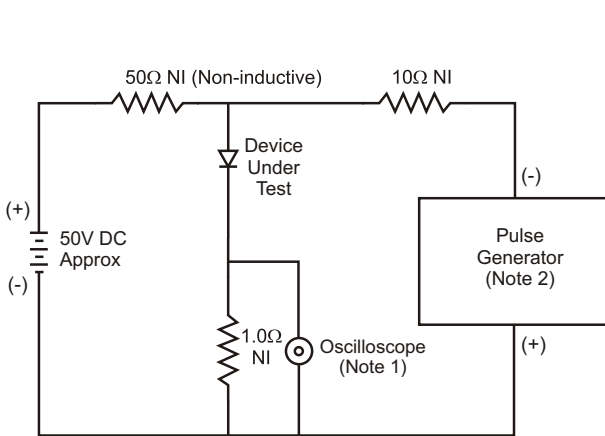 50Ω NI (Non-inductive)
10Ω NI
Device
Under
Test
(-)
(+)
50V DC
Approx
(-)
Pulse
Generator
(Note 2)
1.0Ω
NI
Oscilloscope
(Note 1)
(+)